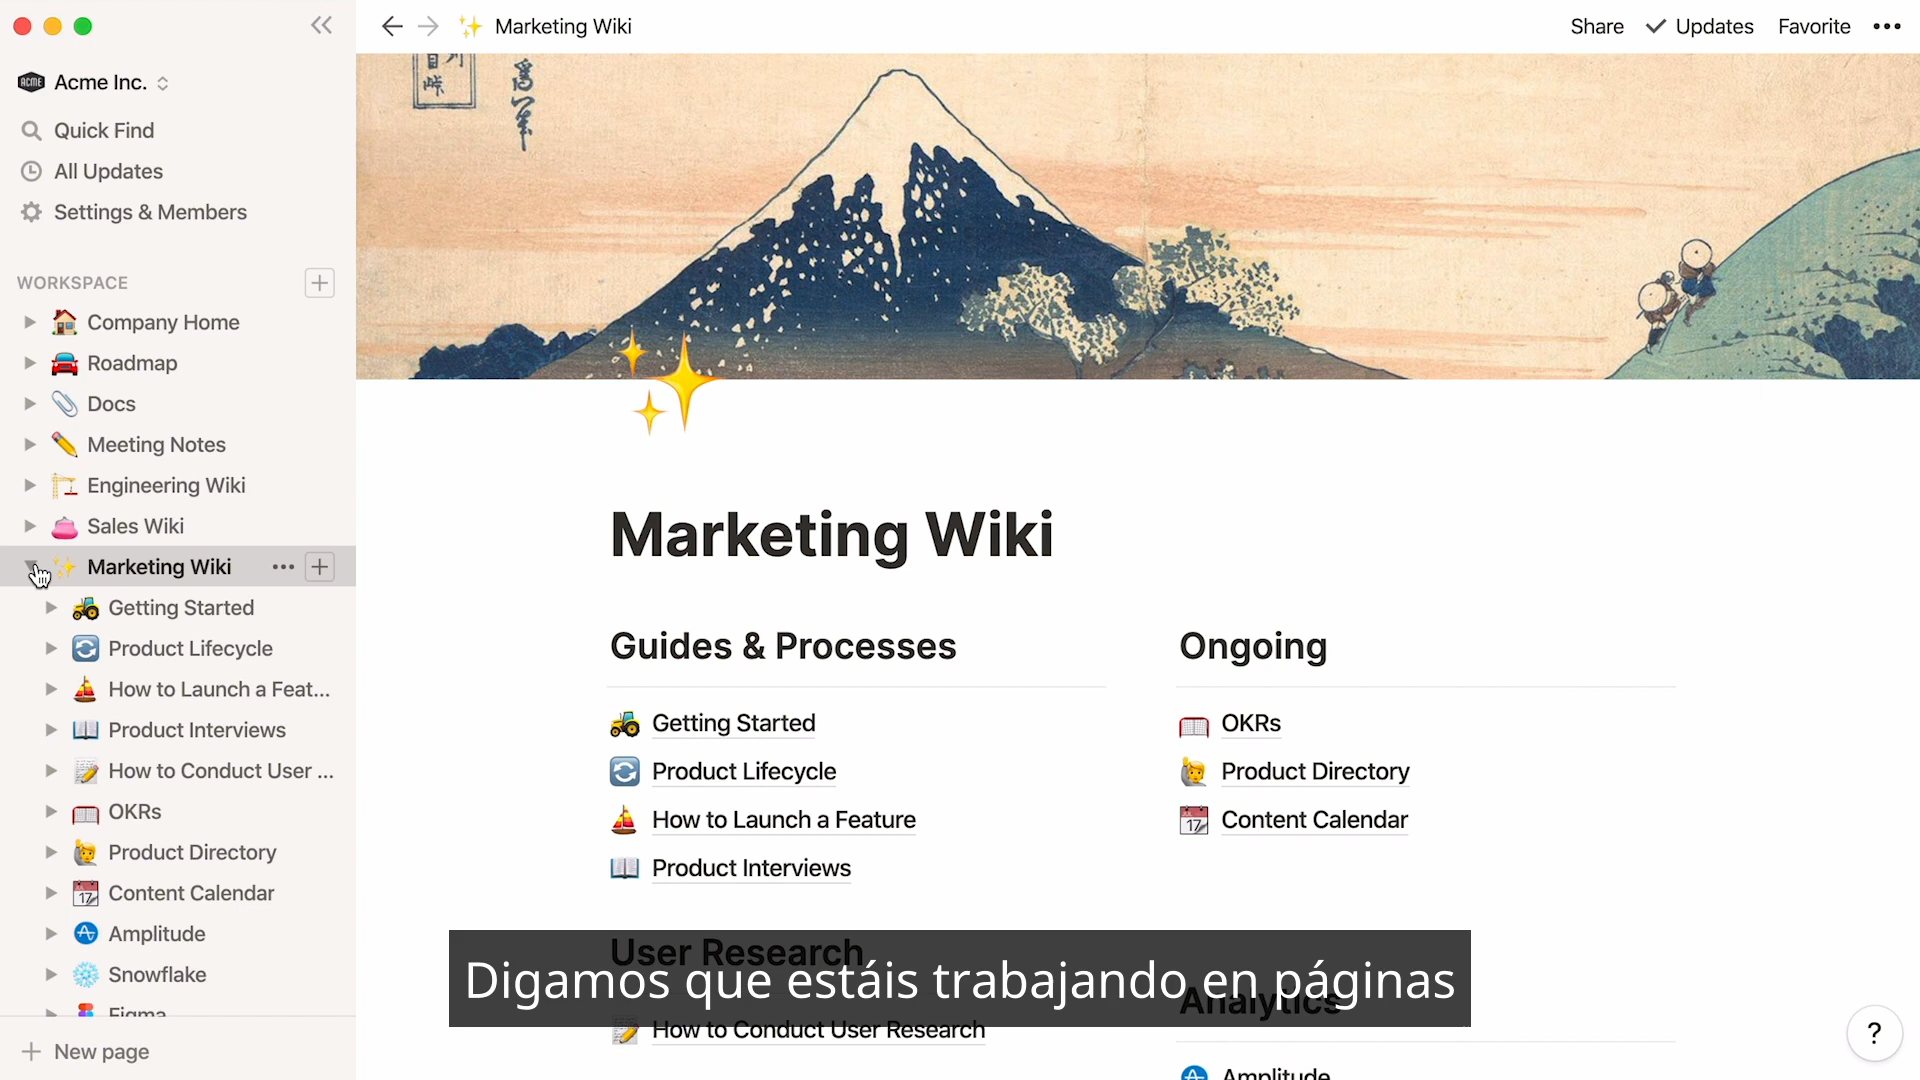 Marketing Wiki
Share
Updates
Favorite
ACME
Acme Inc.
Quick Find
All Updates
Settings & Members
WORKSPACE
Company Home
Roadmap
Docs
Meeting Notes
Engineering Wiki
Sales Wiki
Marketing Wiki
Getting Started
Product Lifecycle
How to Launch a Feat...
Product Interviews
How to Conduct User ...
OKRs
Product Directory
Content Calendar
Amplitude
Snowflake
Figma
New page
Marketing Wiki
Guides & Processes
Getting Started
Product Lifecycle
How to Launch a Feature
Product Interviews
User Research
How to Conduct User Research
Ongoing
OKRs
Product Directory
17
Content Calendar
Analytics
Amplitude
Digamos que estáis trabajando en páginas
?